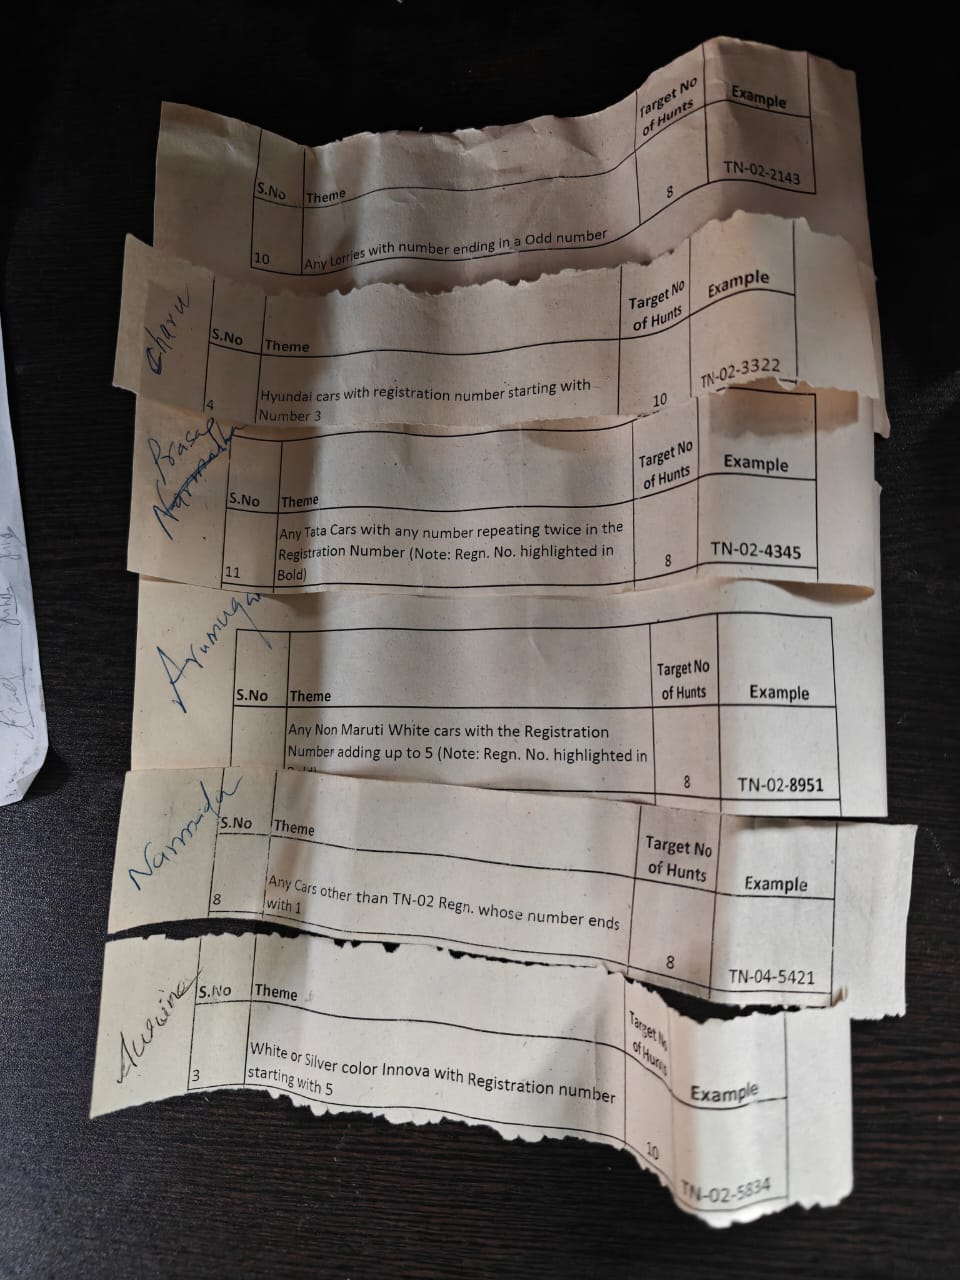 Target No
of Hunts
Example
S.No
Theme
10
Any Lorries with number ending in a Odd number
8
TN-02-2143
Charu
S.No
Theme
Target No
of Hunts
Example
4
Hyundai cars with registration number starting with
Number 3
10
TN-02-3322
Narmadha
S.No
Theme
Target No
of Hunts
Example
11
Any Tata Cars with any number repeating twice in the
Registration Number (Note: Regn. No. highlighted in
Bold)
8
TN-02-4345
Arumugam
S.No
Theme
Target No
of Hunts
Example
Any Non Maruti White cars with the Registration
Number adding up to 5 (Note: Regn. No. highlighted in
8
TN-02-8951
Narmida
S.No
Theme
Target No
of Hunts
Example
8
Any Cars other than TN-02 Regn. whose number ends
with 1
8
TN-04-5421
S.No
Theme
Target No
of Hunts
Example
3
White or Silver color Innova with Registration number
starting with 5
10
TN-02-5834